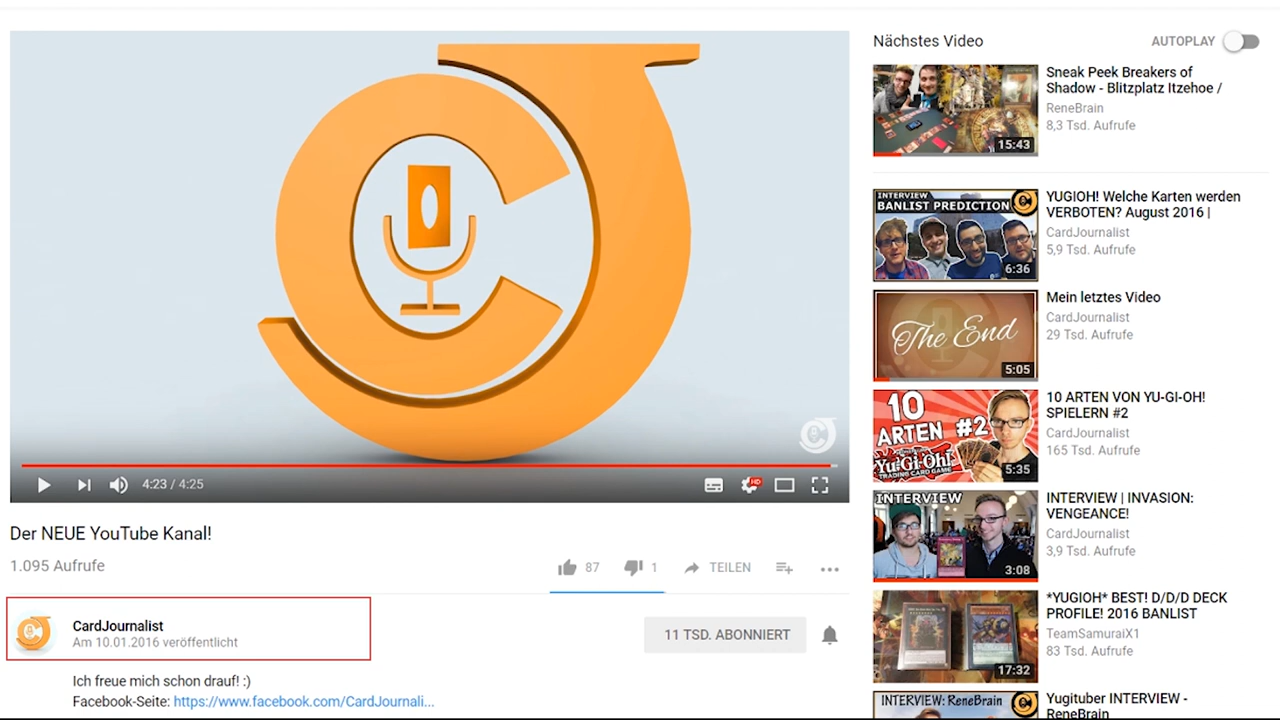 Nächstes Video
AUTOPLAY
Sneak Peek Breakers of
Shadow - Blitzplatz Itzehoe /
ReneBrain
8,3 Tsd. Aufrufe
15:43
INTERVIEW
BANLIST PREDICTION
6:36
YUGIOH! Welche Karten werden
VERBOTEN? August 2016 |
CardJournalist
5,9 Tsd. Aufrufe
The End
5:05
Mein letztes Video
CardJournalist
29 Tsd. Aufrufe
10
ARTEN #2
Yu-Gi-Oh!
TRADING CARD GAME
5:35
10 ARTEN VON YU-GI-OH!
SPIELERN #2
CardJournalist
165 Tsd. Aufrufe
INTERVIEW
3:08
INTERVIEW | INVASION:
VENGEANCE!
CardJournalist
3,9 Tsd. Aufrufe
17:32
*YUGIOH* BEST! D/D/D DECK
PROFILE! 2016 BANLIST
TeamSamuraiX1
83 Tsd. Aufrufe
INTERVIEW: ReneBrain
Yugituber INTERVIEW -
ReneBrain
4:23 / 4:25
HD
Der NEUE YouTube Kanal!
1.095 Aufrufe
87
1
TEILEN
CardJournalist
Am 10.01.2016 veröffentlicht
11 TSD. ABONNIERT
Ich freue mich schon drauf! :)
Facebook-Seite: https://www.facebook.com/CardJournali...